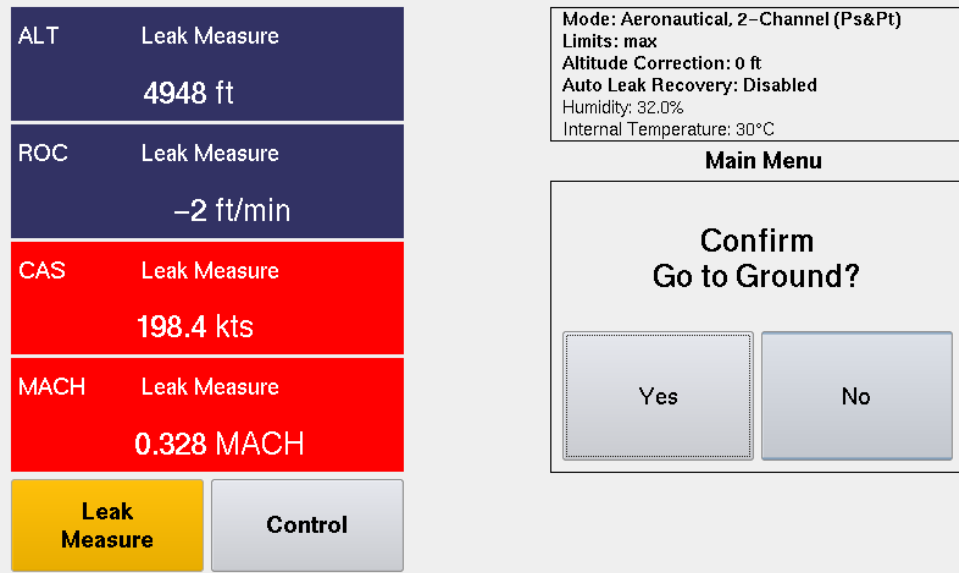 ALT Leak Measure
4948 ft
ROC Leak Measure
−2 ft/min
CAS Leak Measure
198.4 kts
MACH Leak Measure
0.328 MACH
Leak
Measure
Control
Mode: Aeronautical, 2−Channel (Ps&Pt)
Limits: max
Altitude Correction: 0 ft
Auto Leak Recovery: Disabled
Humidity: 32.0%
Internal Temperature: 30°C
Main Menu
Confirm
Go to Ground?
Yes No